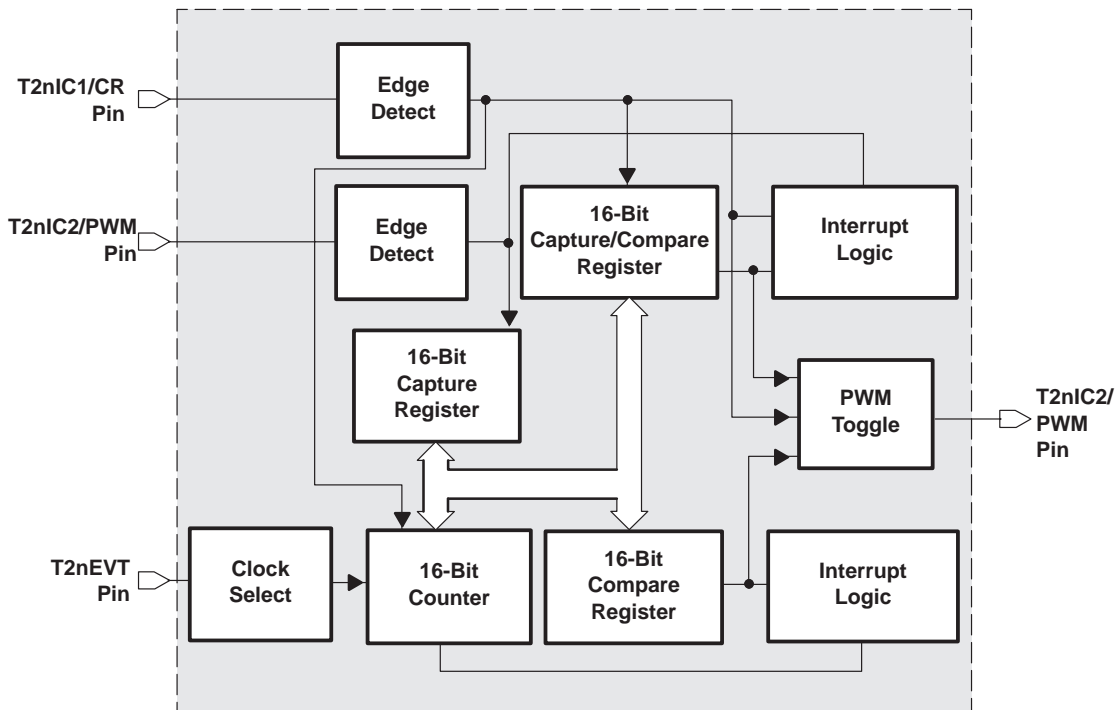 T2nIC1/CR
Pin
Edge
Detect
T2nIC2/PWM
Pin
Edge
Detect
16-Bit
Capture/Compare
Register
Interrupt
Logic
16-Bit
Capture
Register
PWM
Toggle
T2nIC2/
PWM
Pin
T2nEVT
Pin
Clock
Select
16-Bit
Counter
16-Bit
Compare
Register
Interrupt
Logic